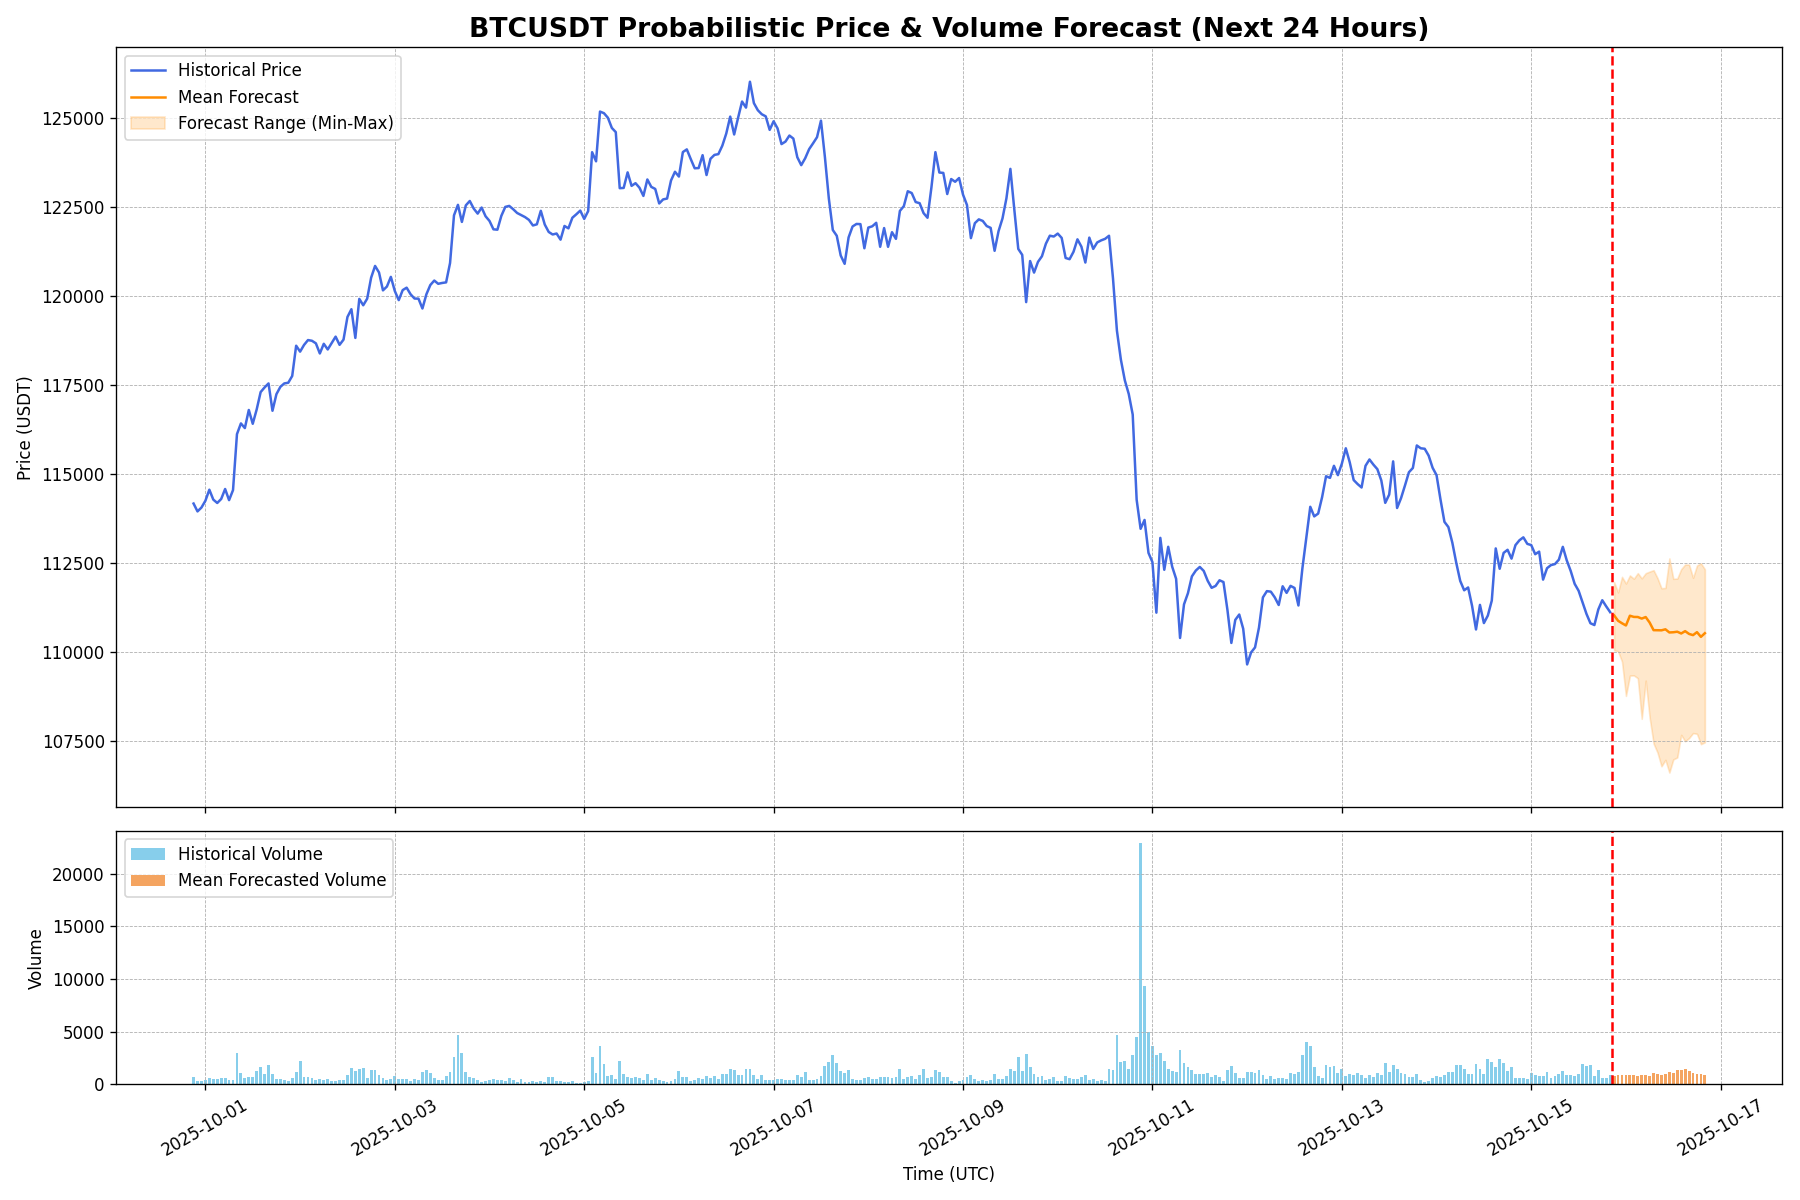 BTCUSDT Probabilistic Price & Volume Forecast (Next 24 Hours)
Historical Price
Mean Forecast
Forecast Range (Min-Max)
Price (USDT)
125000
122500
120000
117500
115000
112500
110000
107500
Historical Volume
Mean Forecasted Volume
Volume
20000
15000
10000
5000
0
2025-10-01
2025-10-03
2025-10-05
2025-10-07
2025-10-09
2025-10-11
2025-10-13
2025-10-15
2025-10-17
Time (UTC)